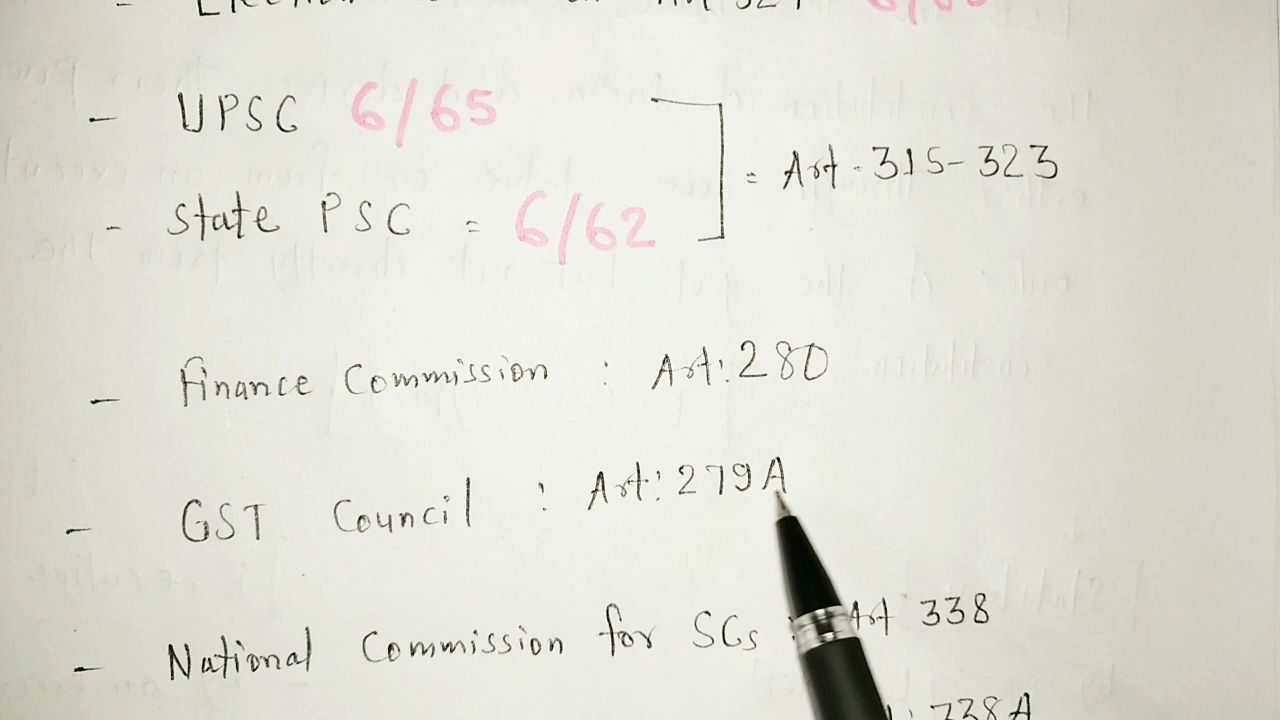 - UPSC 6/65
- State PSC = 6/62
= Art. 315-323
- Finance Commission : Art: 280
- GST Council : Art: 279A
- National Commission for SCs : Art 338
: 338A